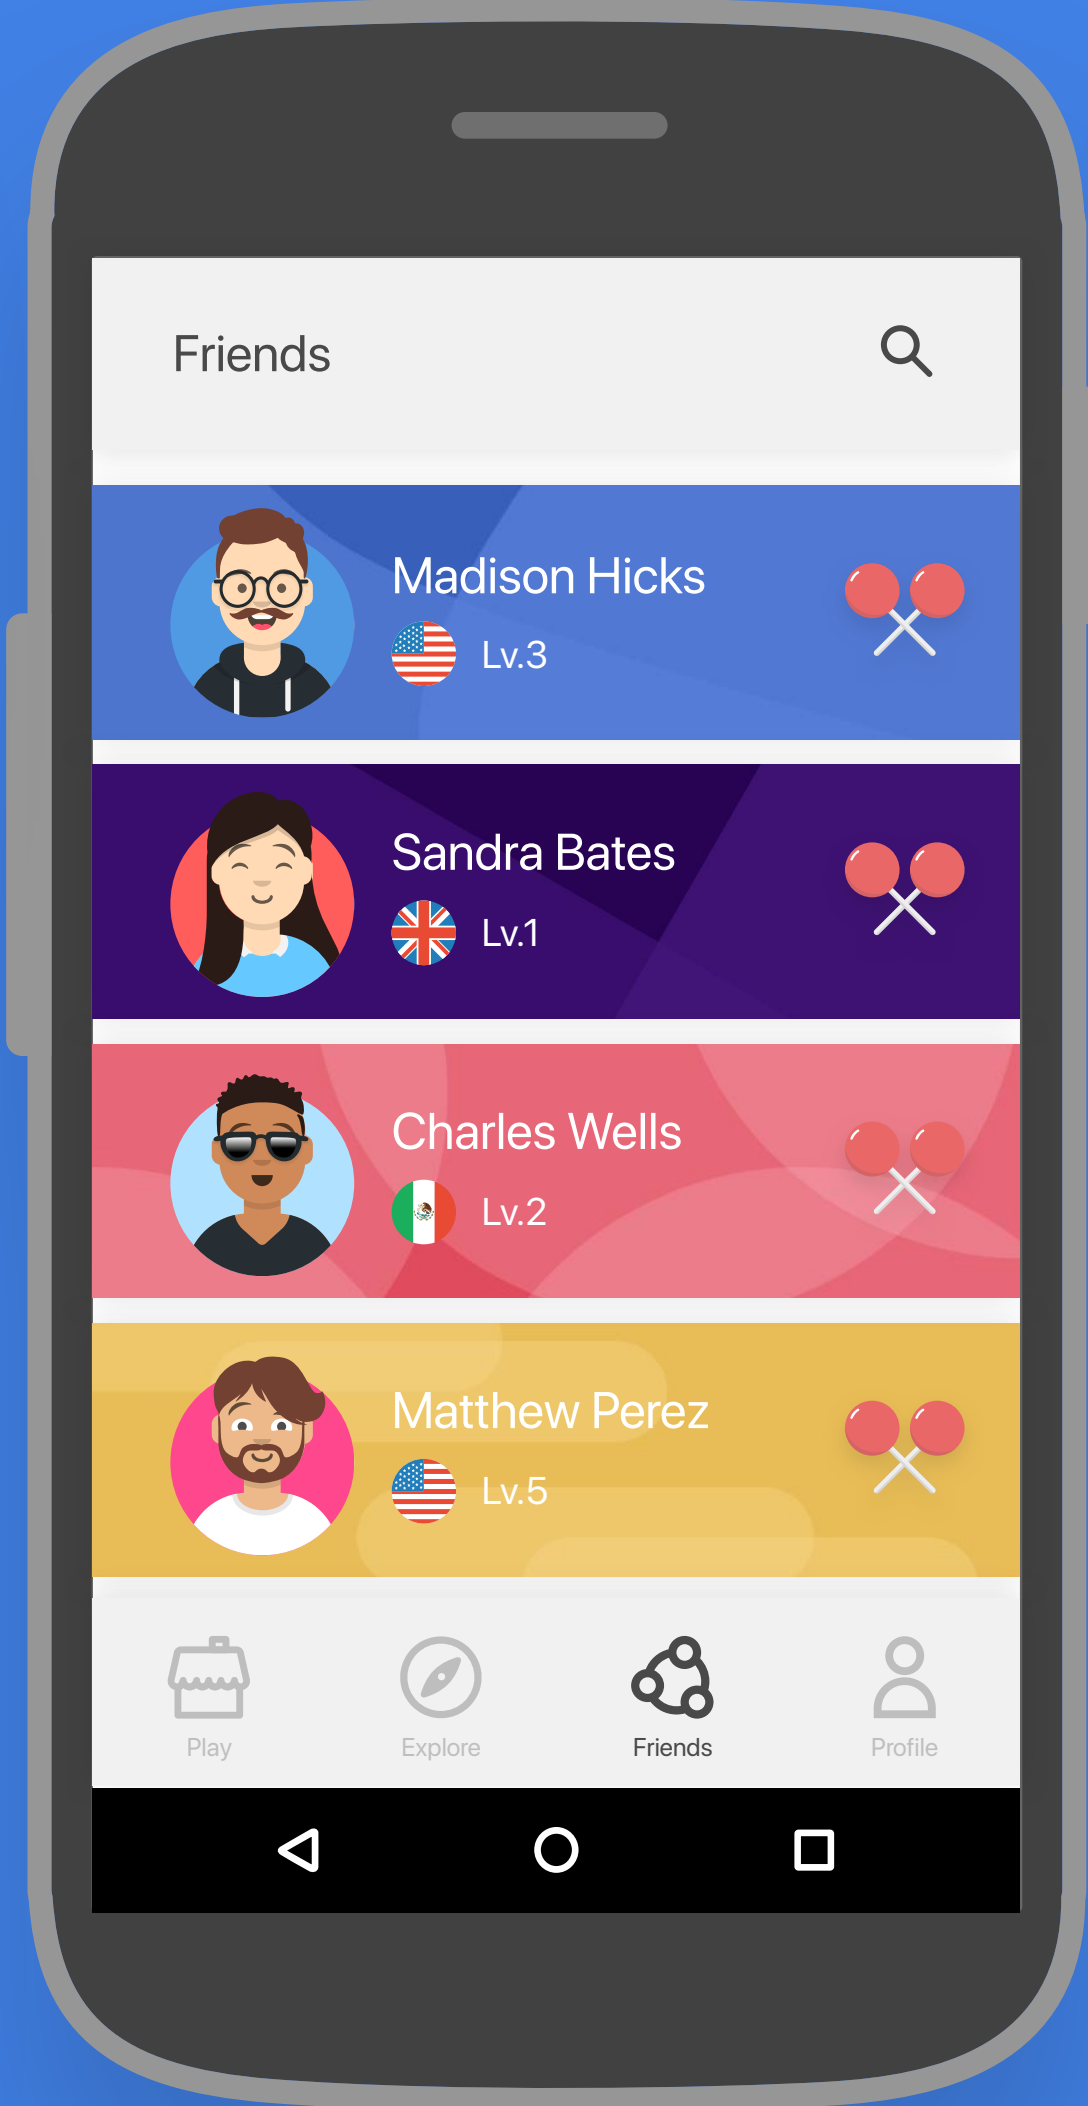 Friends
Madison Hicks
Lv.3
Sandra Bates
Lv.1
Charles Wells
Lv.2
Matthew Perez
Lv.5
Play
Explore
Friends
Profile